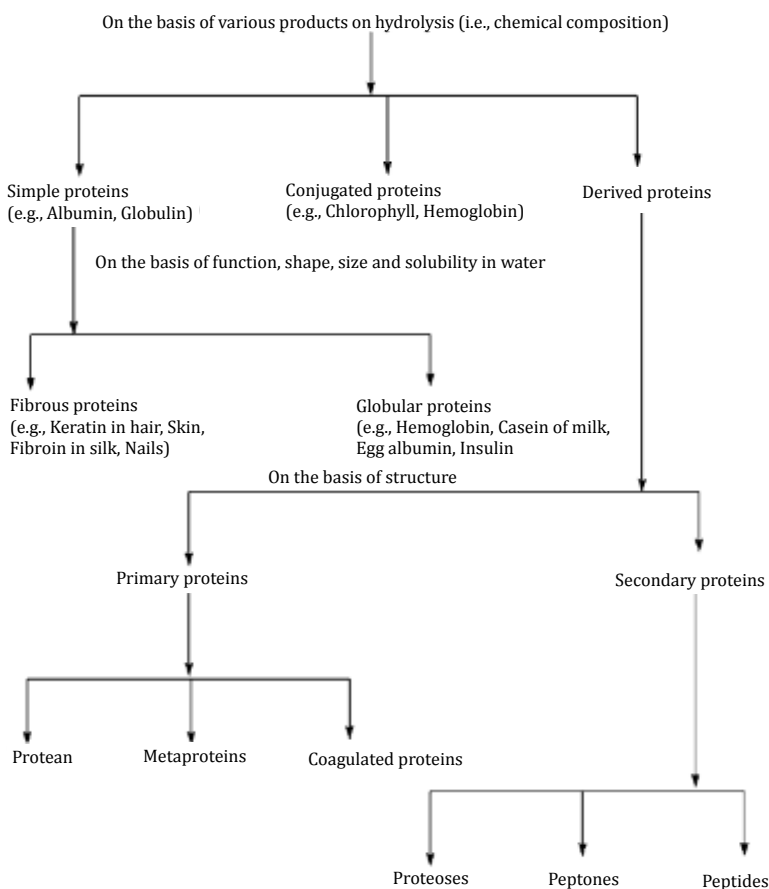 On the basis of various products on hydrolysis (i.e., chemical composition)
Simple proteins
(e.g., Albumin, Globulin)
Conjugated proteins
(e.g., Chlorophyll, Hemoglobin)
Derived proteins
On the basis of function, shape, size and solubility in water
Fibrous proteins
(e.g., Keratin in hair, Skin,
Fibroin in silk, Nails)
Globular proteins
(e.g., Hemoglobin, Casein of milk,
Egg albumin, Insulin
On the basis of structure
Primary proteins
Secondary proteins
Protean
Metaproteins
Coagulated proteins
Proteoses
Peptones
Peptides